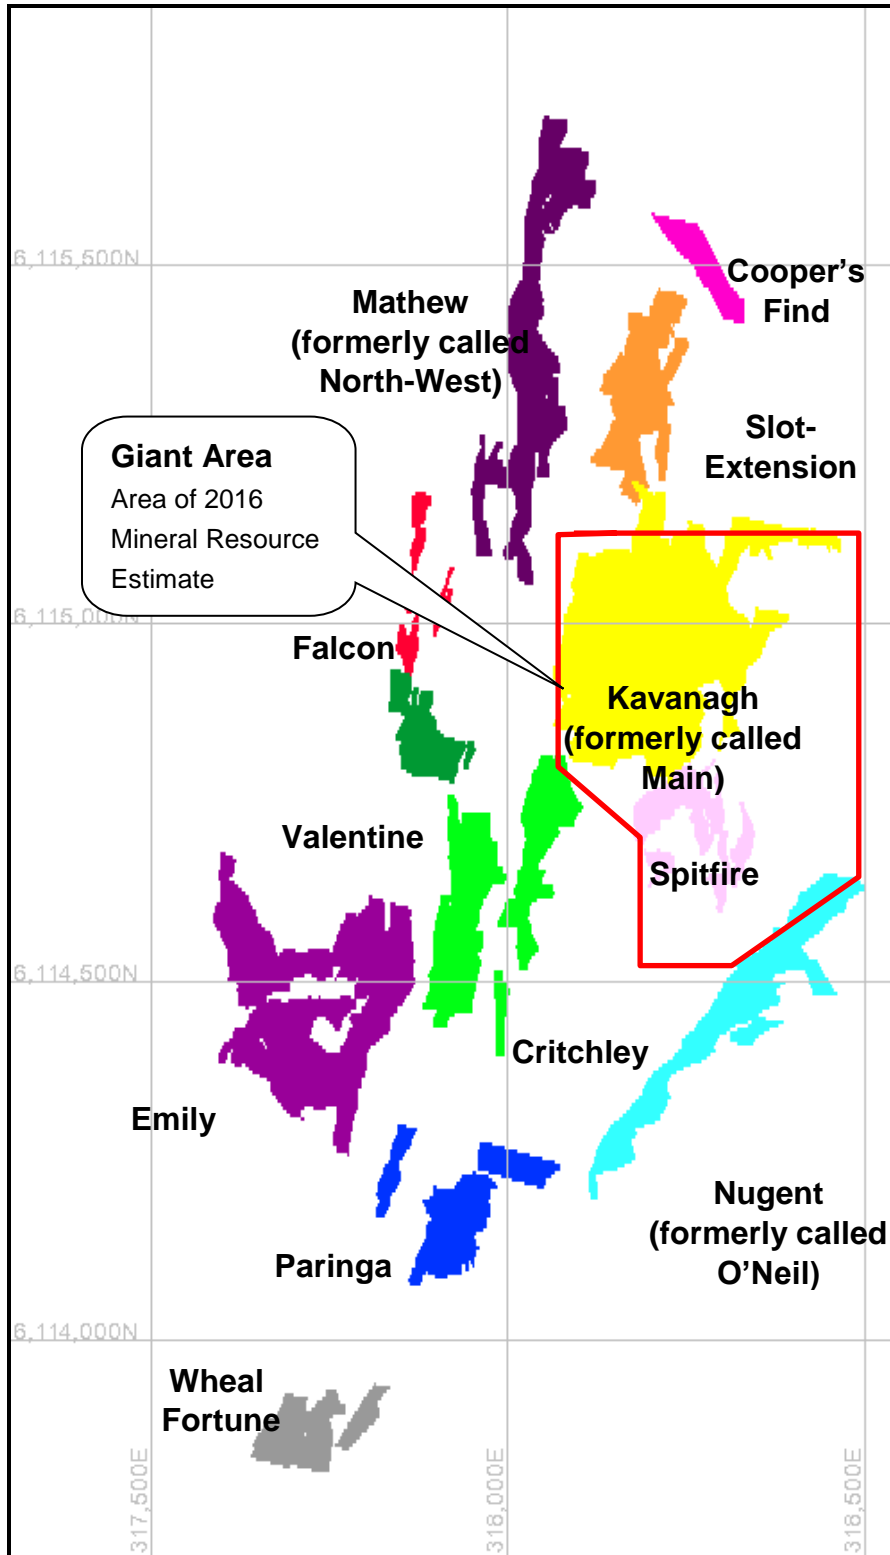 6,115,500N
Cooper's
Find
Mathew
(formerly called
North-West)
Slot-
Extension
Giant Area
Area of 2016
Mineral Resource
Estimate
6,115,000N
Falcon
Kavanagh
(formerly called
Main)
Valentine
Spitfire
6,114,500N
Critchley
Emily
Nugent
(formerly called
O'Neil)
Paringa
6,114,000N
Wheal
Fortune
317,500E
318,000E
318,500E